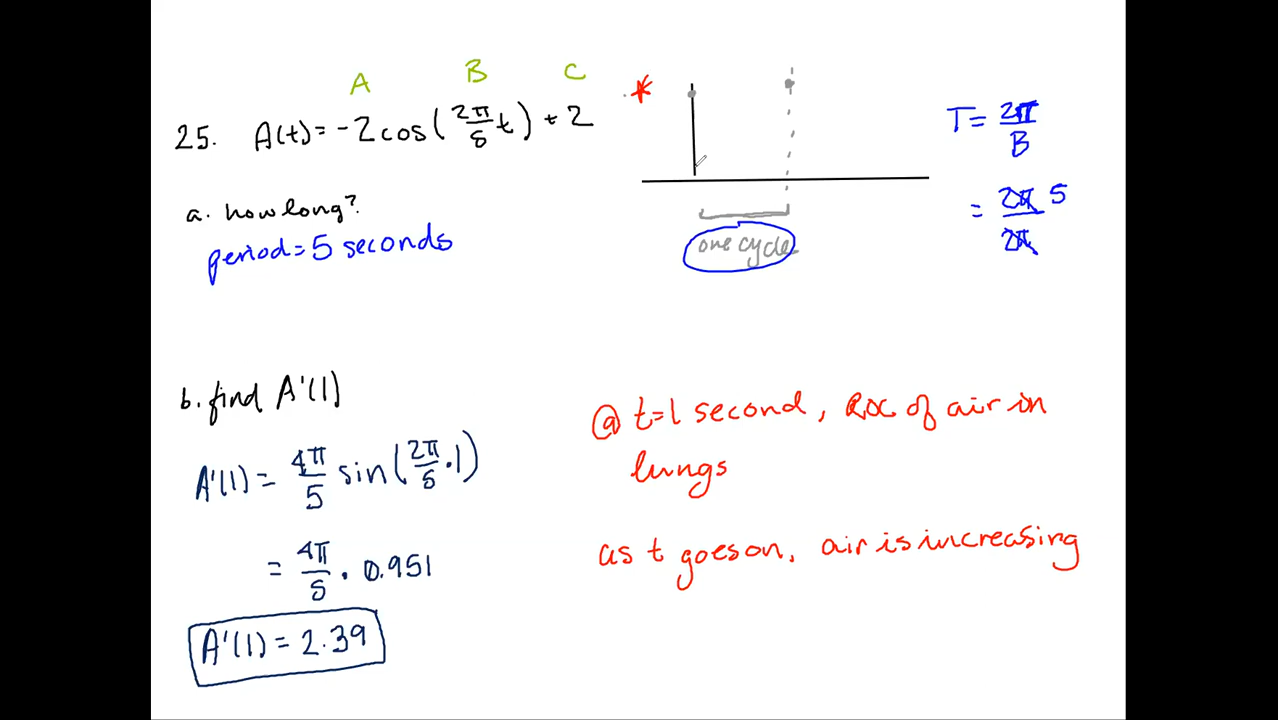 A B C
25. A(t) = -2cos(2π/5 t) + 2
*
T = 2π/B
= 2π/2π 5
a. how long?
period = 5 seconds
one cycle
b. find A'(1)
A'(1) = 4π/5 sin(2π/5 · 1)
= 4π/5 · 0.951
A'(1) = 2.39
@ t=1 second, ROC of air in
lungs
as t goes on, air is increasing